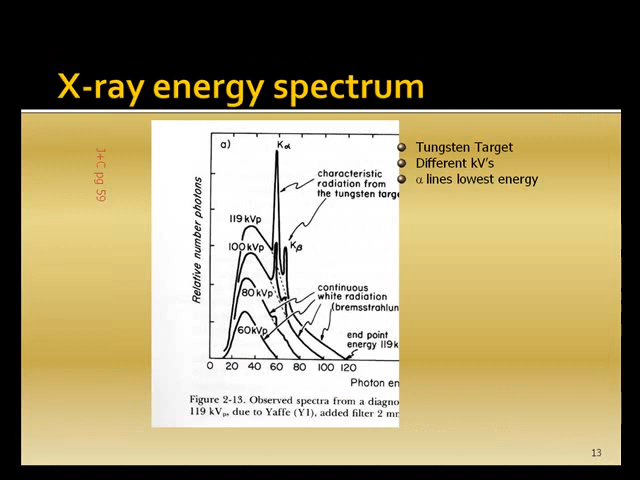 X-ray energy spectrum
J+C pg 59
Tungsten Target
Different kV's
α lines lowest energy
a)
Kα
characteristic
radiation from
the tungsten targe
Relative number photons
119 kVp
100 kVp
Kβ
80 kVp
continuous
white radiation
(bremsstrahlun
60 kVp
end point
energy 119 k
0 20 40 60 80 100 120
Photon en
Figure 2-13. Observed spectra from a diagno
119 kVp, due to Yaffe (Y1), added filter 2 mr
13